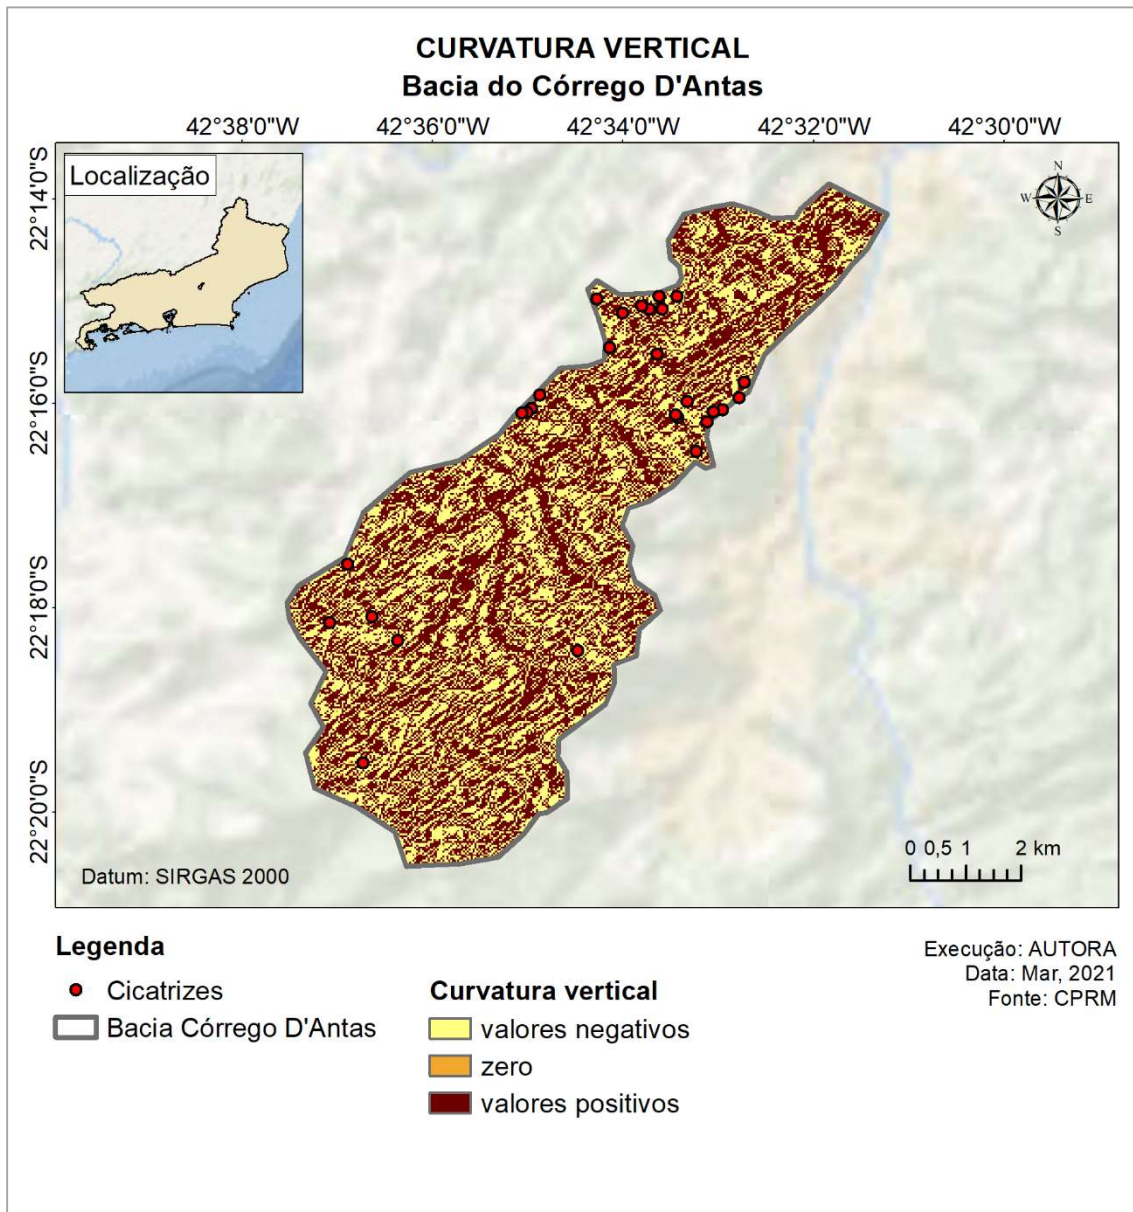 CURVATURA VERTICAL
Bacia do Córrego D'Antas
42°38'0"W 42°36'0"W 42°34'0"W 42°32'0"W 42°30'0"W
Localização
N
W E
S
22°14'0"S
22°16'0"S
22°18'0"S
22°20'0"S
0 0,5 1 2 km
Datum: SIRGAS 2000
Legenda
Cicatrizes
Bacia Córrego D'Antas
Curvatura vertical
valores negativos
zero
valores positivos
Execução: AUTORA
Data: Mar, 2021
Fonte: CPRM